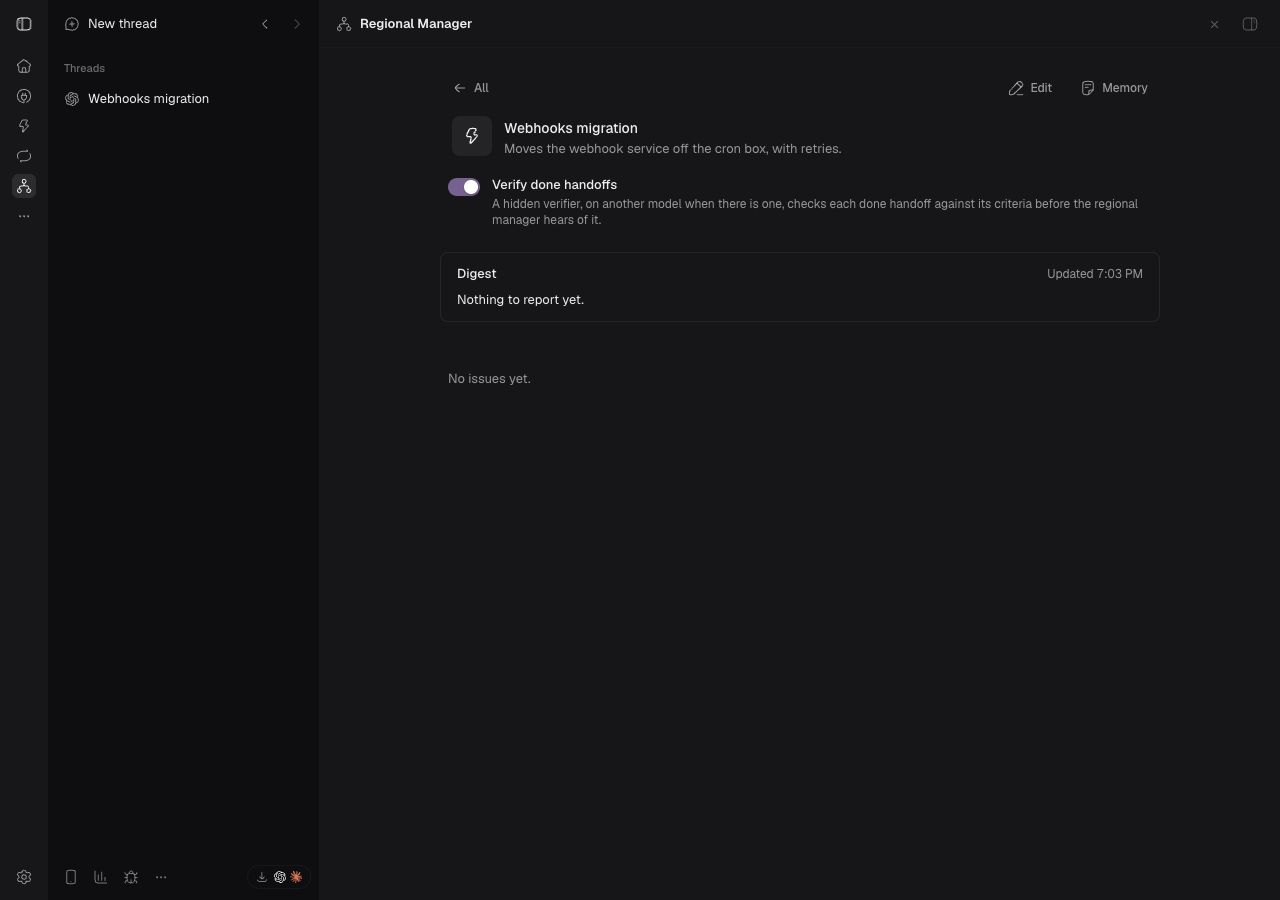 New thread
Threads
Webhooks migration
Regional Manager
All
Edit
Memory
Webhooks migration
Moves the webhook service off the cron box, with retries.
Verify done handoffs
A hidden verifier, on another model when there is one, checks each done handoff against its criteria before the regional
manager hears of it.
Digest
Updated 7:03 PM
Nothing to report yet.
No issues yet.